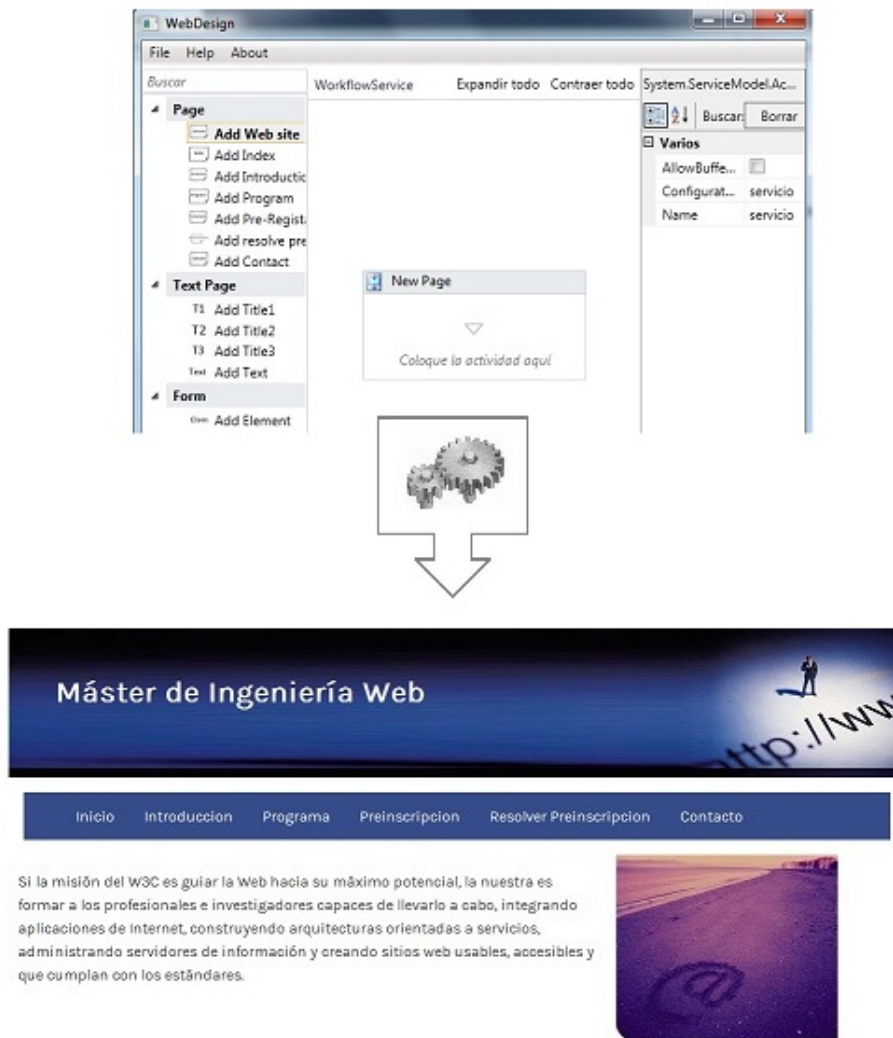 WebDesign
File Help About
Buscar
WorkflowService Expandir todo Contraer todo
System.ServiceModel.Ac...
Page
Add Web site
Add Index
Add Introductic
Add Program
Add Pre-Regist
Add resolve pre
Add Contact
Text Page
T1 Add Title1
T2 Add Title2
T3 Add Title3
Text Add Text
Form
Add Element
New Page
Coloque la actividad aquí
Buscar: Borrar
Varios
AllowBuffe...
Configurat... servicio
Name servicio
Máster de Ingeniería Web
http://ww
Inicio Introduccion Programa Preinscripcion Resolver Preinscripcion Contacto
Si la misión del W3C es guiar la Web hacia su máximo potencial, la nuestra es
formar a los profesionales e investigadores capaces de llevarlo a cabo, integrando
aplicaciones de Internet, construyendo arquitecturas orientadas a servicios,
administrando servidores de información y creando sitios web usables, accesibles y
que cumplan con los estándares.
@